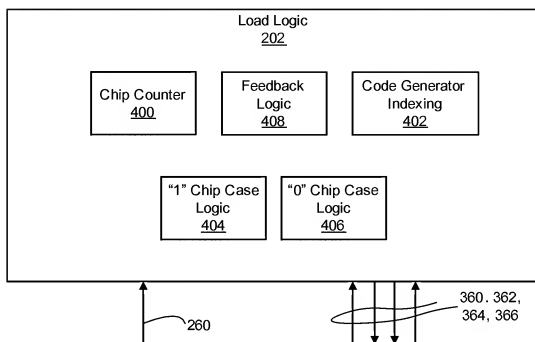 Load Logic
202
Chip Counter
400
Feedback
Logic
408
Code Generator
Indexing
402
“1” Chip Case
Logic
404
“0” Chip Case
Logic
406
260
360. 362,
364, 366